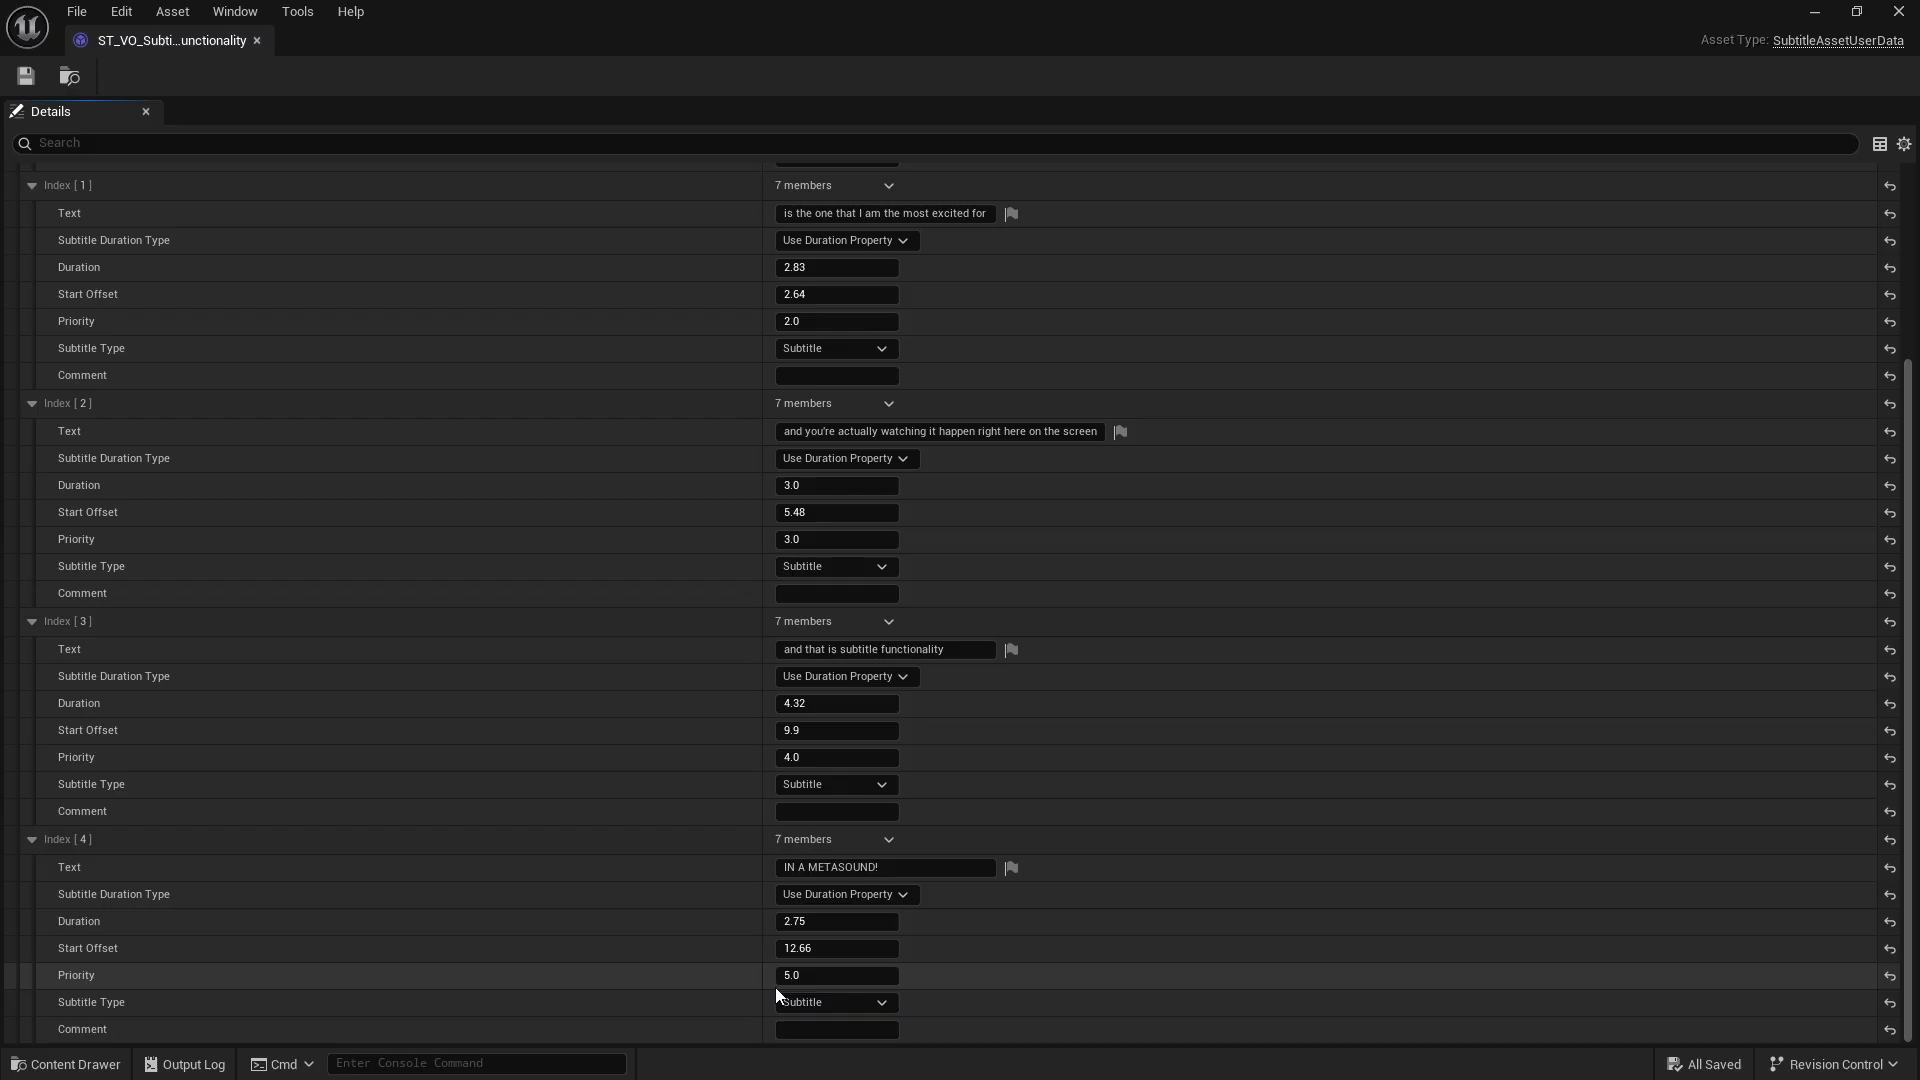 File Edit Asset Window Tools Help
ST_VO_Subti...unctionality
Asset Type: SubtitleAssetUserData
Details
Search
Index [ 1 ] 7 members
Text is the one that I am the most excited for
Subtitle Duration Type Use Duration Property
Duration 2.83
Start Offset 2.64
Priority 2.0
Subtitle Type Subtitle
Comment
Index [ 2 ] 7 members
Text and you're actually watching it happen right here on the screen
Subtitle Duration Type Use Duration Property
Duration 3.0
Start Offset 5.48
Priority 3.0
Subtitle Type Subtitle
Comment
Index [ 3 ] 7 members
Text and that is subtitle functionality
Subtitle Duration Type Use Duration Property
Duration 4.32
Start Offset 9.9
Priority 4.0
Subtitle Type Subtitle
Comment
Index [ 4 ] 7 members
Text IN A METASOUND!
Subtitle Duration Type Use Duration Property
Duration 2.75
Start Offset 12.66
Priority 5.0
Subtitle Type Subtitle
Comment
Content Drawer Output Log Cmd Enter Console Command All Saved Revision Control